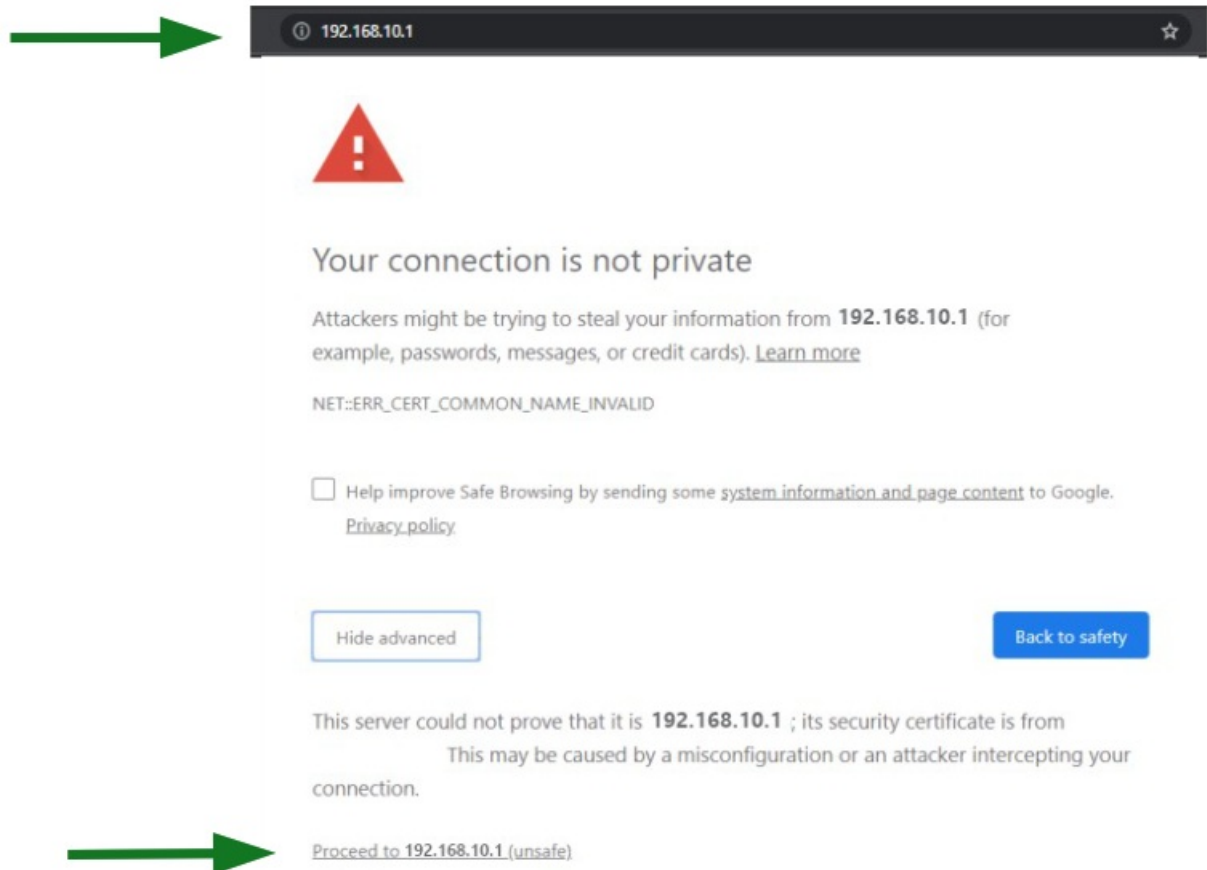 192.168.10.1
Your connection is not private
Attackers might be trying to steal your information from 192.168.10.1 (for
example, passwords, messages, or credit cards). Learn more
NET::ERR_CERT_COMMON_NAME_INVALID
Help improve Safe Browsing by sending some system information and page content to Google.
Privacy policy
Hide advanced
Back to safety
This server could not prove that it is 192.168.10.1 ; its security certificate is from
This may be caused by a misconfiguration or an attacker intercepting your
connection.
Proceed to 192.168.10.1 (unsafe)